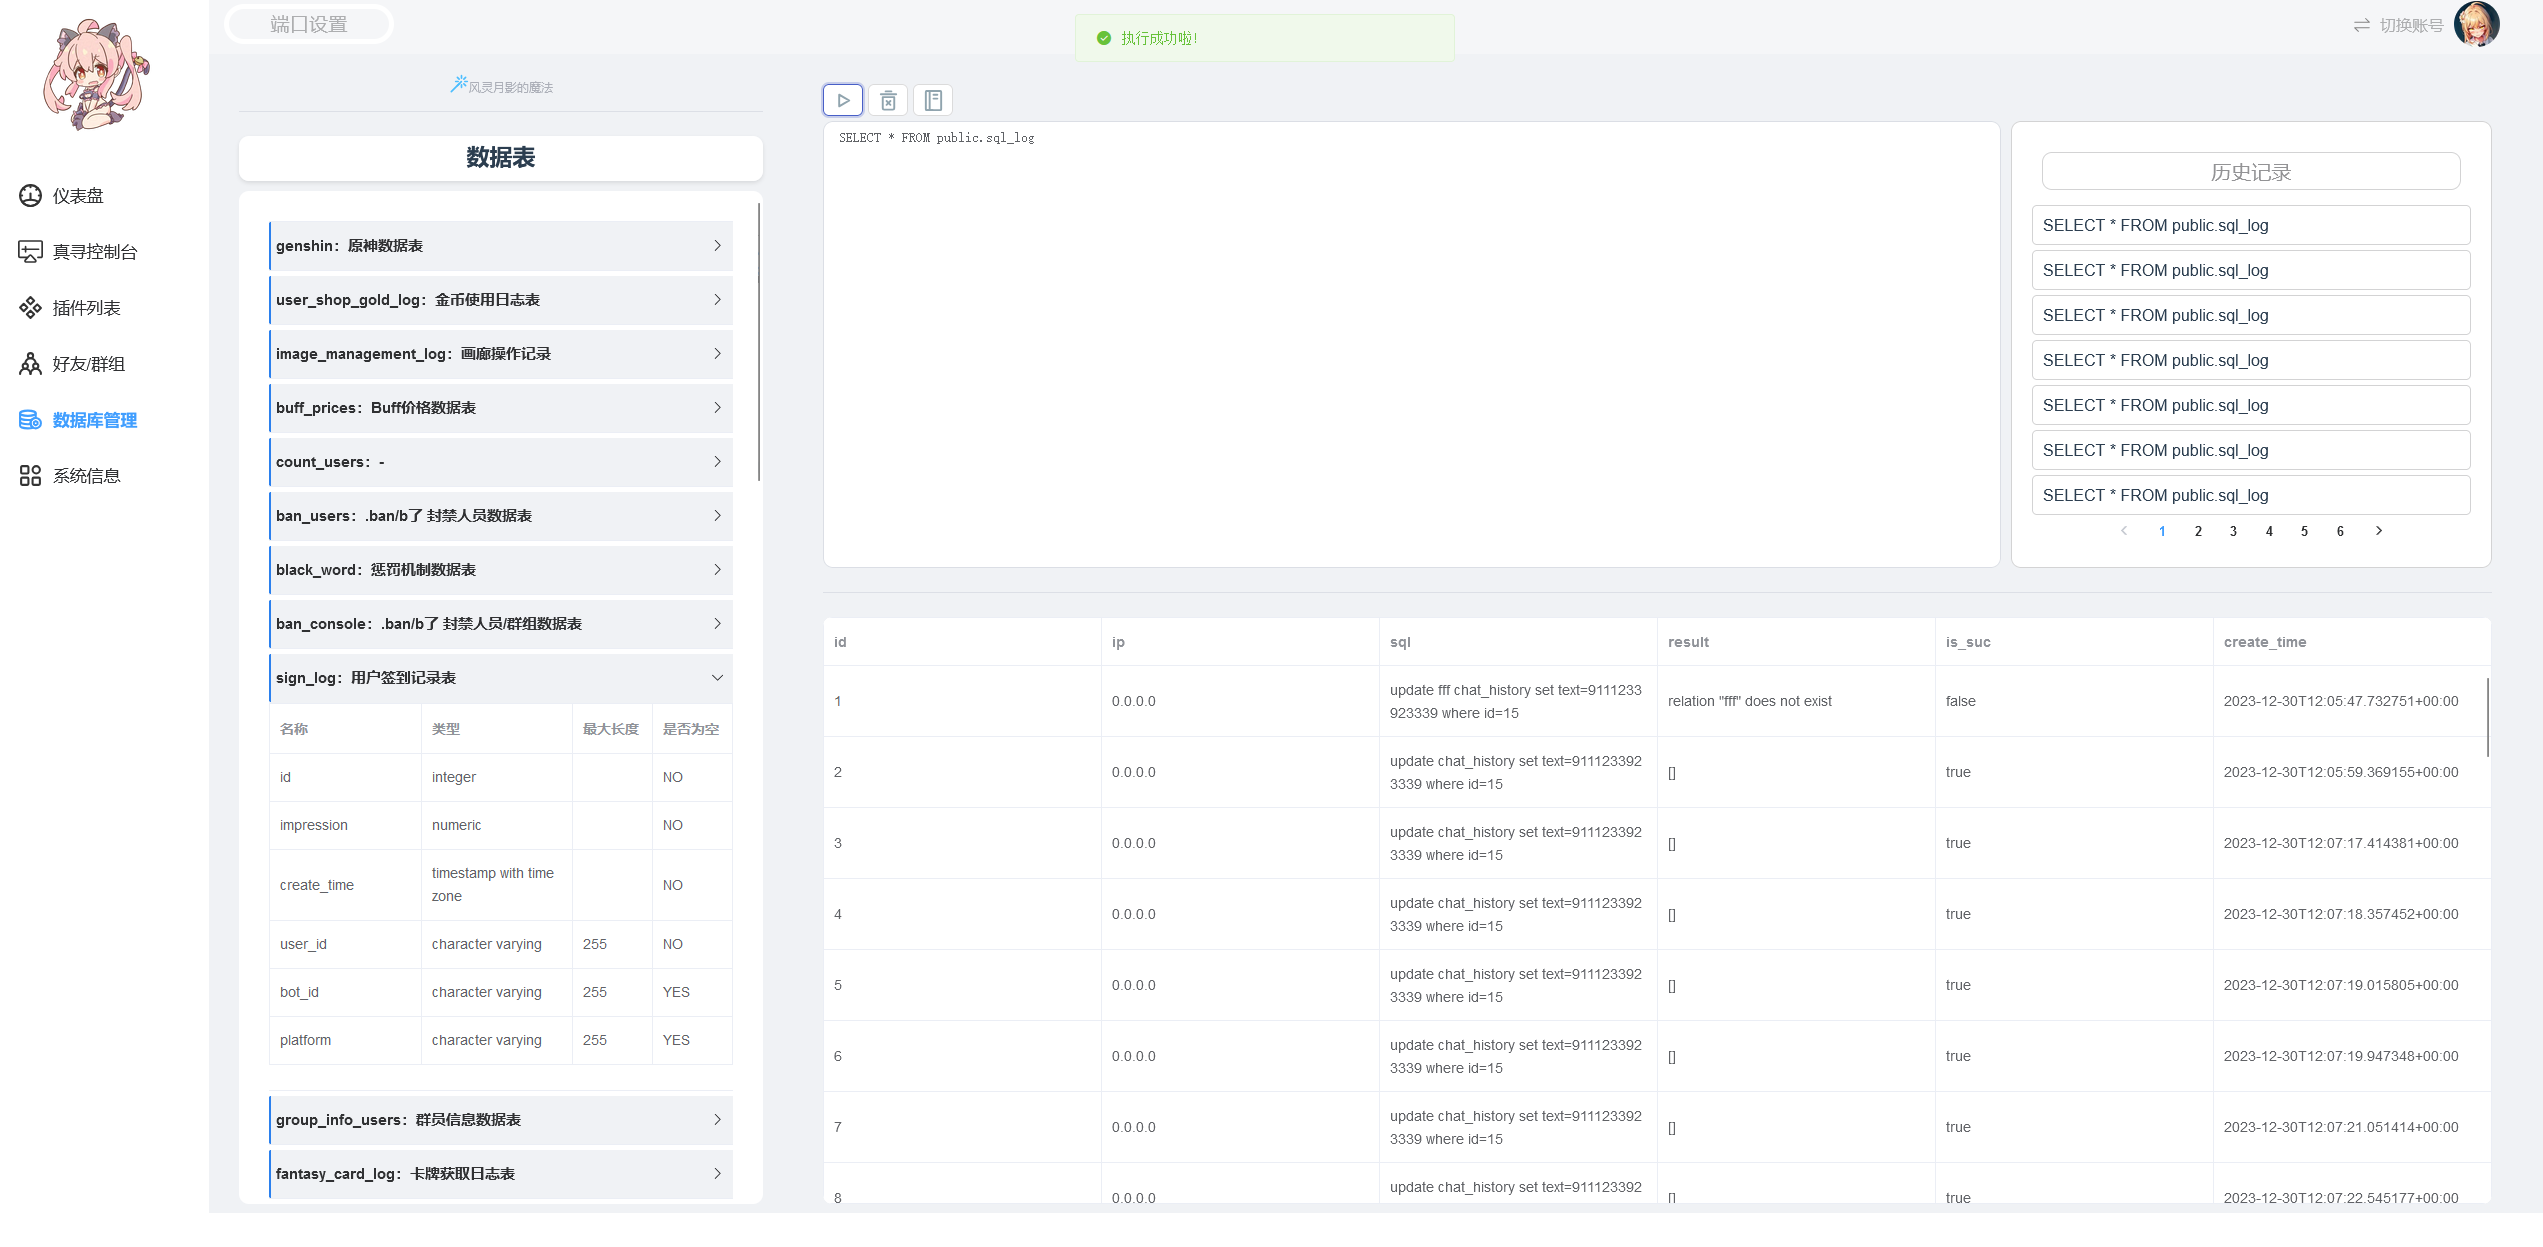 端口设置
执行成功啦!
切换账号
仪表盘
真寻控制台
插件列表
好友/群组
数据库管理
系统信息
风灵月影的魔法
数据表
genshin：原神数据表
user_shop_gold_log：金币使用日志表
image_management_log：画廊操作记录
buff_prices：Buff价格数据表
count_users：-
ban_users：.ban/b了 封禁人员数据表
black_word：惩罚机制数据表
ban_console：.ban/b了 封禁人员/群组数据表
sign_log：用户签到记录表
名称 类型 最大长度 是否为空
id integer NO
impression numeric NO
create_time timestamp with time zone NO
user_id character varying 255 NO
bot_id character varying 255 YES
platform character varying 255 YES
group_info_users：群员信息数据表
fantasy_card_log：卡牌获取日志表
SELECT * FROM public.sql_log
历史记录
SELECT * FROM public.sql_log
SELECT * FROM public.sql_log
SELECT * FROM public.sql_log
SELECT * FROM public.sql_log
SELECT * FROM public.sql_log
SELECT * FROM public.sql_log
SELECT * FROM public.sql_log
1 2 3 4 5 6
id ip sql result is_suc create_time
1 0.0.0.0 update fff chat_history set text=9111233923339 where id=15 relation "fff" does not exist false 2023-12-30T12:05:47.732751+00:00
2 0.0.0.0 update chat_history set text=9111233923339 where id=15 [] true 2023-12-30T12:05:59.369155+00:00
3 0.0.0.0 update chat_history set text=9111233923339 where id=15 [] true 2023-12-30T12:07:17.414381+00:00
4 0.0.0.0 update chat_history set text=9111233923339 where id=15 [] true 2023-12-30T12:07:18.357452+00:00
5 0.0.0.0 update chat_history set text=9111233923339 where id=15 [] true 2023-12-30T12:07:19.015805+00:00
6 0.0.0.0 update chat_history set text=9111233923339 where id=15 [] true 2023-12-30T12:07:19.947348+00:00
7 0.0.0.0 update chat_history set text=9111233923339 where id=15 [] true 2023-12-30T12:07:21.051414+00:00
8 0.0.0.0 update chat_history set text=911123392 [] true 2023-12-30T12:07:22.545177+00:00